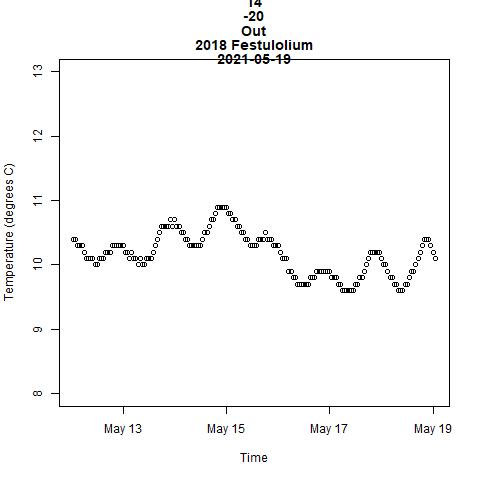 14
-20
Out
2018 Festulolium
2021-05-19
Temperature (degrees C)
13
12
11
10
9
8
May 13
May 15
May 17
May 19
Time